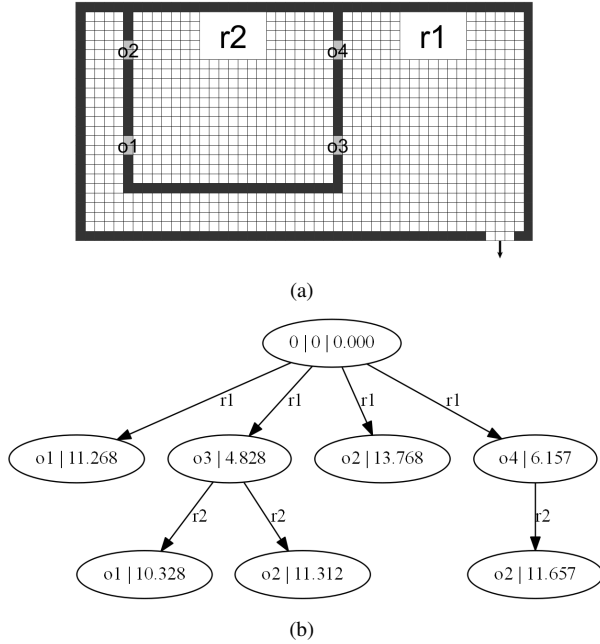 r2 r1
o2 o4
o1 o3
(a)
0 | 0 | 0.000
r1 r1 r1 r1
o1 | 11.268 o3 | 4.828 o2 | 13.768 o4 | 6.157
r2 r2 r2
o1 | 10.328 o2 | 11.312 o2 | 11.657
(b)